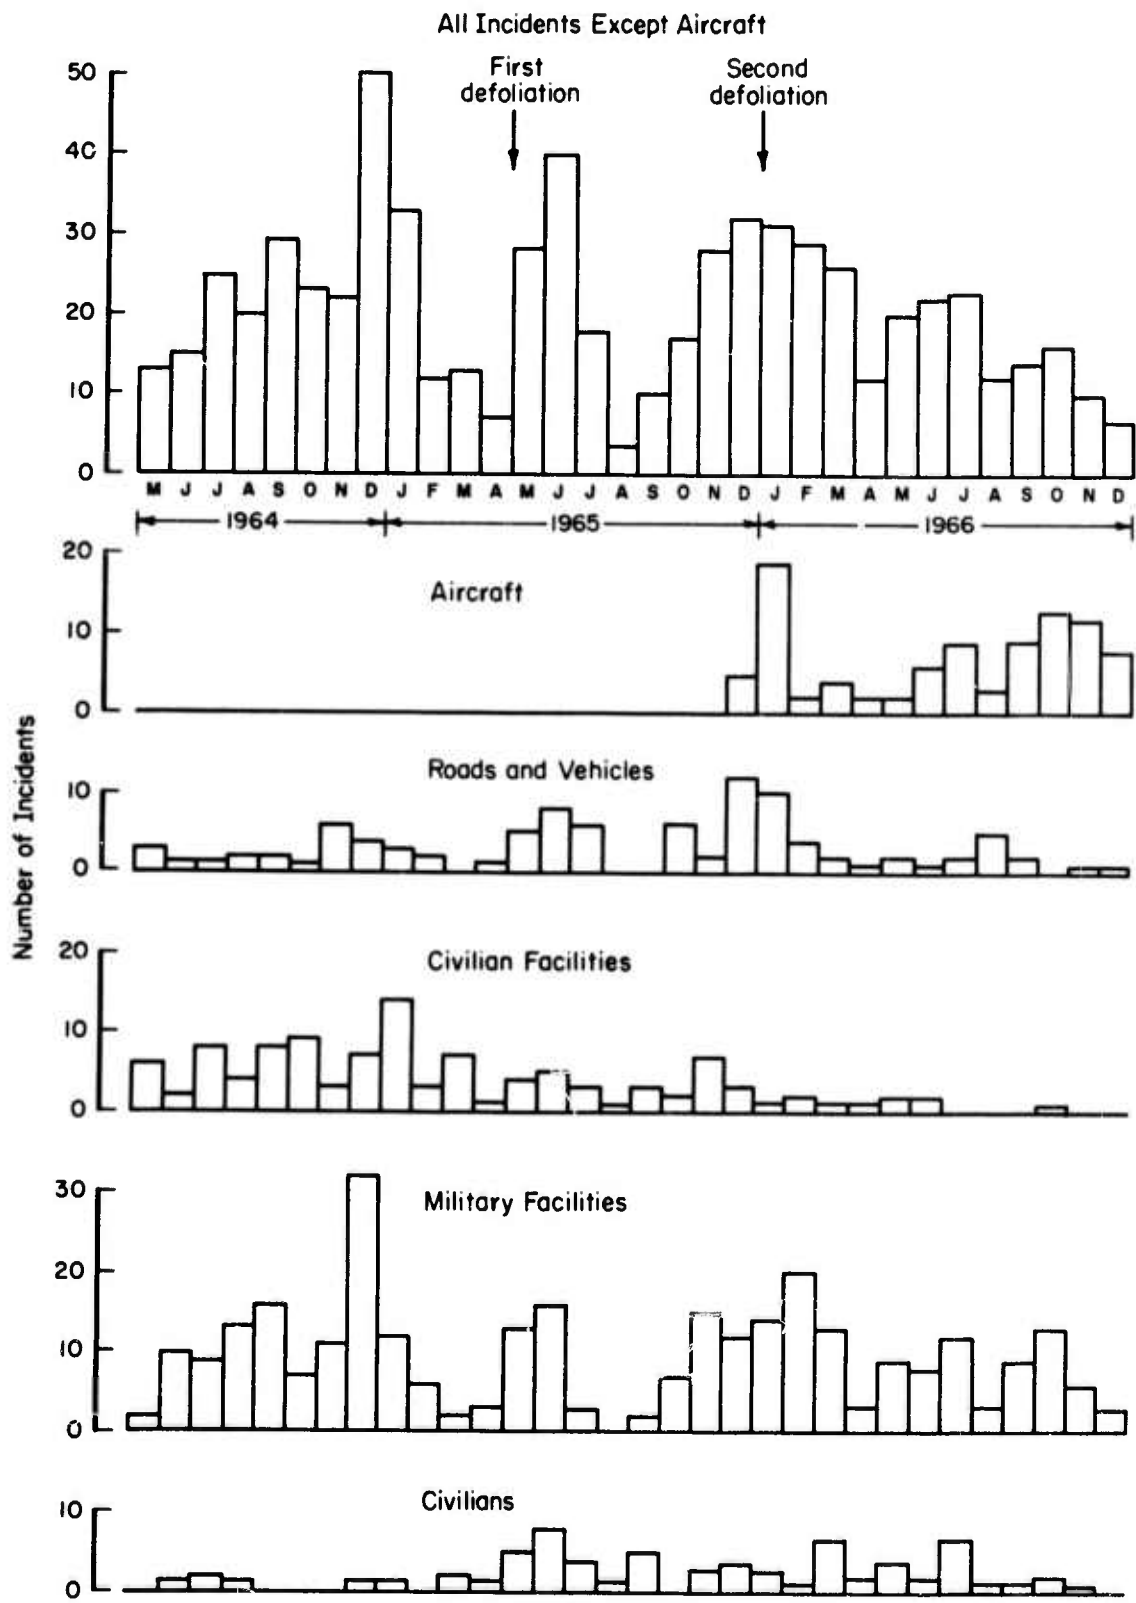 All Incidents Except Aircraft
First
defoliation
Second
defoliation
50
40
30
20
10
0
M J J A S O N D J F M A M J J A S O N D J F M A M J J A S O N D
1964 1965 1966
Number of Incidents
Aircraft
20
10
0
Roads and Vehicles
10
0
Civilian Facilities
20
10
0
Military Facilities
30
20
10
0
Civilians
10
0